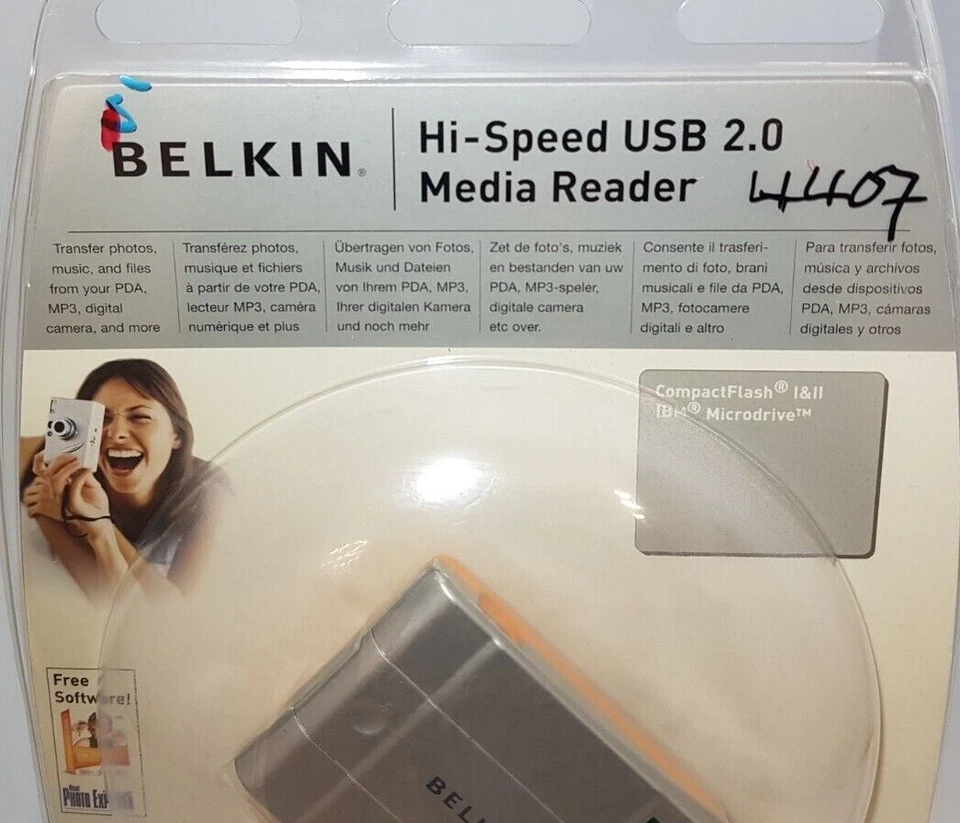 BELKIN®
Hi-Speed USB 2.0
Media Reader
4407
Transfer photos,
music, and files
from your PDA,
MP3, digital
camera, and more
Transférez photos,
musique et fichiers
à partir de votre PDA,
lecteur MP3, caméra
numérique et plus
Übertragen von Fotos,
Musik und Dateien
von Ihrem PDA, MP3,
Ihrer digitalen Kamera
und noch mehr
Zet de foto's, muziek
en bestanden van uw
PDA, MP3-speler,
digitale camera
etc over.
Consente il trasferi-
mento di foto, brani
musicali e file da PDA,
MP3, fotocamere
digitali e altro
Para transferir fotos,
música y archivos
desde dispositivos
PDA, MP3, cámaras
digitales y otros
CompactFlash® I&II
IBM® Microdrive™
Free
Software!
PHOTO
BEL